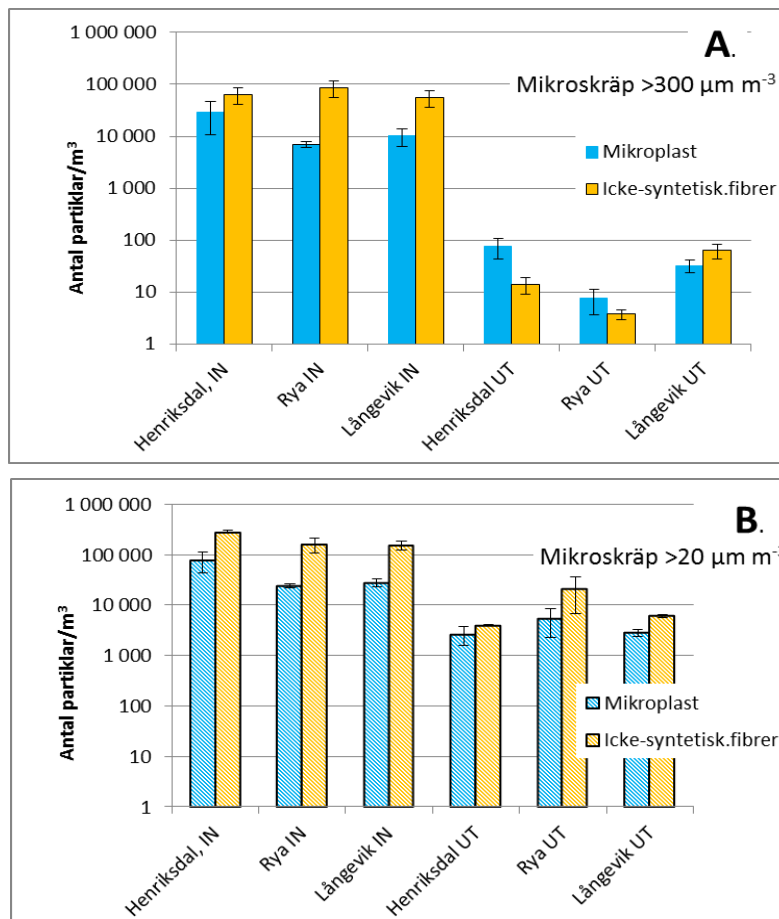 A.
Mikroskräp >300 µm m⁻³
1 000 000
100 000
10 000
1 000
100
10
1
Antal partiklar/m³
Mikroplast
Icke-syntetisk.fibrer
Henriksdal, IN
Rya IN
Långevik IN
Henriksdal UT
Rya UT
Långevik UT
B.
Mikroskräp >20 µm m⁻³
1 000 000
100 000
10 000
1 000
100
10
1
Antal partiklar/m³
Mikroplast
Icke-syntetisk.fibrer
Henriksdal, IN
Rya IN
Långevik IN
Henriksdal UT
Rya UT
Långevik UT